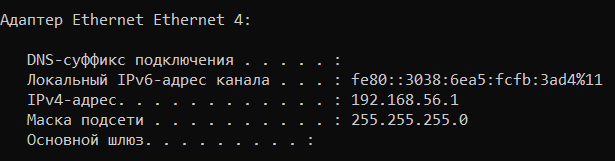 Адаптер Ethernet Ethernet 4:
DNS-суффикс подключения . . . . . :
Локальный IPv6-адрес канала . . . : fe80::3038:6ea5:fcfb:3ad4%11
IPv4-адрес. . . . . . . . . . . . : 192.168.56.1
Маска подсети . . . . . . . . . . : 255.255.255.0
Основной шлюз. . . . . . . . . :